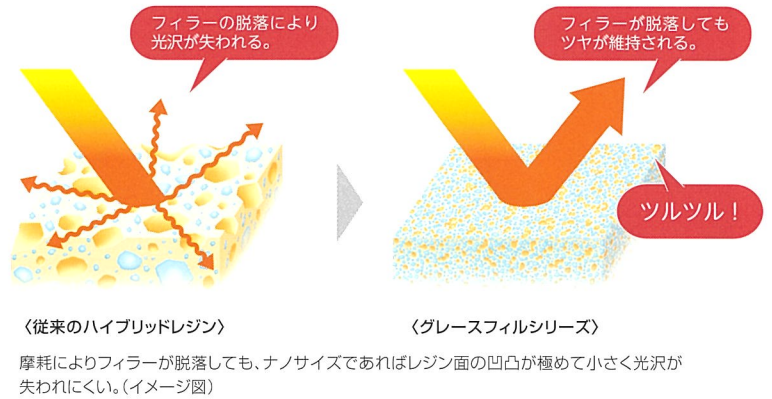 フィラーの脱落により
光沢が失われる。
フィラーが脱落しても
ツヤが維持される。
ツルツル！
〈従来のハイブリッドレジン〉
〈グレースフィルシリーズ〉
摩耗によりフィラーが脱落しても、ナノサイズであればレジン面の凹凸が極めて小さく光沢が
失われにくい。（イメージ図）